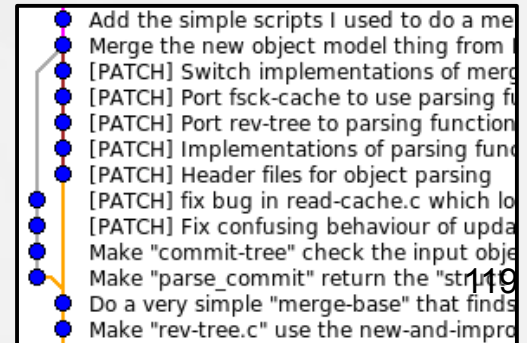 Add the simple scripts I used to do a me
Merge the new object model thing from
[PATCH] Switch implementations of merg
[PATCH] Port fsck-cache to use parsing fu
[PATCH] Port rev-tree to parsing function
[PATCH] Implementations of parsing func
[PATCH] Header files for object parsing
[PATCH] fix bug in read-cache.c which lo
[PATCH] Fix confusing behaviour of upda
Make "commit-tree" check the input obje
Make "parse_commit" return the "struct
119
Do a very simple "merge-base" that finds
Make "rev-tree.c" use the new-and-impro